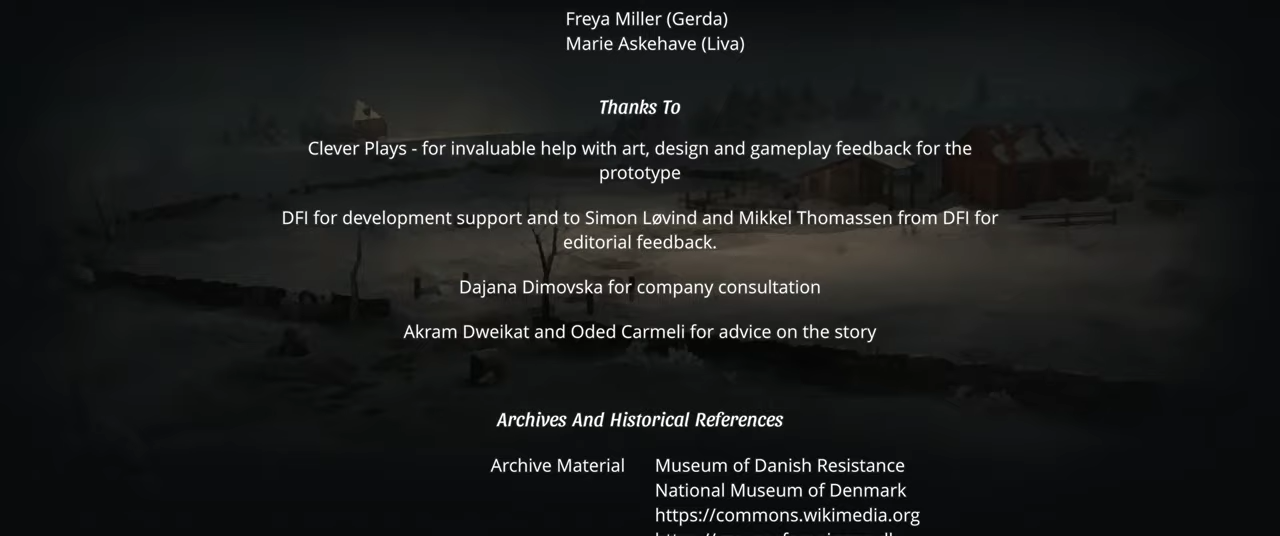 Freya Miller (Gerda)
Marie Askehave (Liva)
Thanks To
Clever Plays - for invaluable help with art, design and gameplay feedback for the
prototype
DFI for development support and to Simon Løvind and Mikkel Thomassen from DFI for
editorial feedback.
Dajana Dimovska for company consultation
Akram Dweikat and Oded Carmeli for advice on the story
Archives And Historical References
Archive Material
Museum of Danish Resistance
National Museum of Denmark
https://commons.wikimedia.org